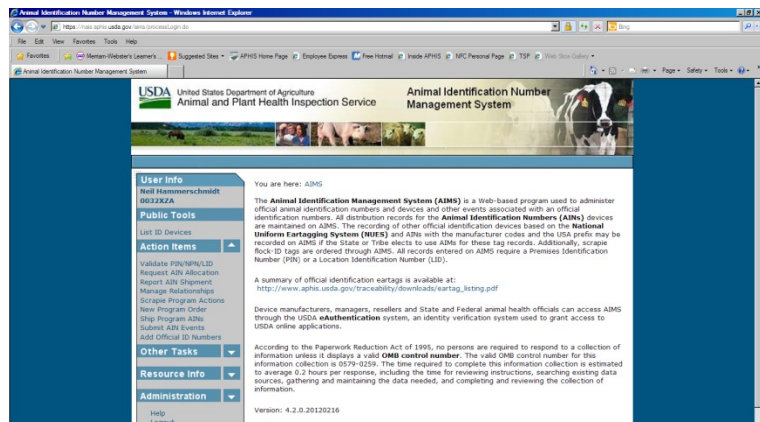 Animal Identification Number Management System - Windows Internet Explorer
https://nais.aphis.usda.gov/aims/processLogin.do
Bing
File Edit View Favorites Tools Help
Favorites Merriam-Webster's Learner's ... Suggested Sites APHIS Home Page Employee Express Free Hotmail Inside APHIS NFC Personal Page TSP Web Slice Gallery
Animal Identification Number Management System
Page Safety Tools
USDA United States Department of Agriculture
Animal and Plant Health Inspection Service
Animal Identification Number
Management System
User Info
Neil Hammerschmidt
0032XZA
Public Tools
List ID Devices
Action Items
Validate PIN/NPN/LID
Request AIN Allocation
Report AIN Shipment
Manage Relationships
Scrapie Program Actions
New Program Order
Ship Program AINs
Submit AIN Events
Add Official ID Numbers
Other Tasks
Resource Info
Administration
Help
Logout
You are here: AIMS
The Animal Identification Management System (AIMS) is a Web-based program used to administer
official animal identification numbers and devices and other events associated with an official
identification numbers. All distribution records for the Animal Identification Numbers (AINs) devices
are maintained on AIMS. The recording of other official identification devices based on the National
Uniform Eartagging System (NUES) and AINs with the manufacturer codes and the USA prefix may be
recorded on AIMS if the State or Tribe elects to use AIMs for these tag records. Additionally, scrapie
flock-ID tags are ordered through AIMS. All records entered on AIMS require a Premises Identification
Number (PIN) or a Location Identification Number (LID).
A summary of official identification eartags is available at:
http://www.aphis.usda.gov/traceability/downloads/eartag_listing.pdf
Device manufacturers, managers, resellers and State and Federal animal health officials can access AIMS
through the USDA eAuthentication system, an identity verification system used to grant access to
USDA online applications.
According to the Paperwork Reduction Act of 1995, no persons are required to respond to a collection of
information unless it displays a valid OMB control number. The valid OMB control number for this
information collection is 0579-0259. The time required to complete this information collection is estimated
to average 0.2 hours per response, including the time for reviewing instructions, searching existing data
sources, gathering and maintaining the data needed, and completing and reviewing the collection of
information.
Version: 4.2.0.20120216